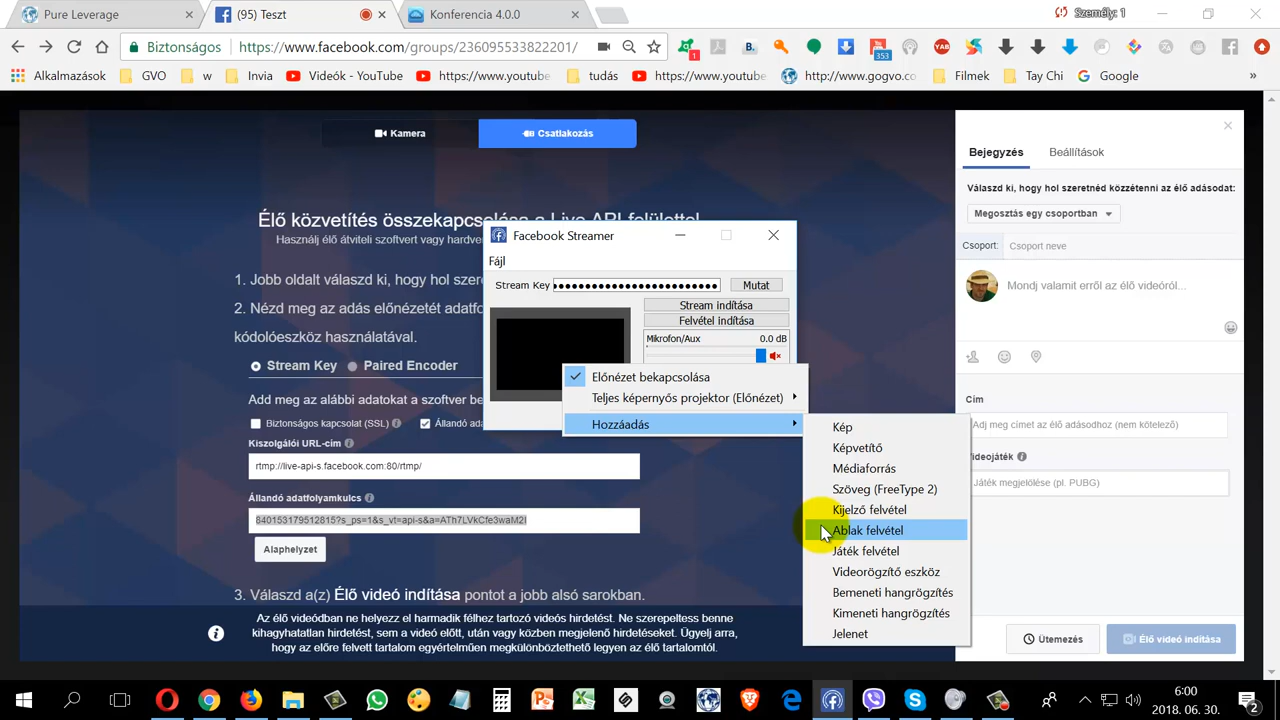 Pure Leverage
(95) Teszt
Konferencia 4.0.0
Személy: 1
Biztonságos
https://www.facebook.com/groups/236095533822201/
353
1
YAB
B.
Alkalmazások
GVO
w
Invia
Videók - YouTube
https://www.youtube
tudás
https://www.youtube
http://www.gogvo.co
Filmek
Tay Chi
Google
»
Kamera
Csatlakozás
Élő közvetítés összekapcsolása a Live API felülettel
Használj élő átviteli szoftvert vagy hardver
1. Jobb oldalt válaszd ki, hogy hol szer
2. Nézd meg az adás előnézetét adatfo
kódolóeszköz használatával.
Stream Key
Paired Encoder
Add meg az alábbi adatokat a szoftver be
Biztonságos kapcsolat (SSL)
Állandó ada
Kiszolgálói URL-cím
rtmp://live-api-s.facebook.com:80/rtmp/
Állandó adatfolyamkulcs
840153179512815?s_ps=1&s_vt=api-s&a=ATh7LVkCfe3waM2I
Alaphelyzet
3. Válaszd a(z) Élő videó indítása pontot a jobb alsó sarokban.
Az élő videódban ne helyezz el harmadik félhez tartozó videós hirdetést. Ne szerepeltess benne
kihagyhatatlan hirdetést, sem a videó előtt, után vagy közben megjelenő hirdetéseket. Ügyelj arra,
hogy az előre felvett tartalom egyértelműen megkülönböztethető legyen az élő tartalomtól.
Facebook Streamer
Fájl
Stream Key
Mutat
Stream indítása
Felvétel indítása
Mikrofon/Aux
0.0 dB
Előnézet bekapcsolása
Teljes képernyős projektor (Előnézet)
Hozzáadás
Kép
Képvetítő
Médiaforrás
Szöveg (FreeType 2)
Kijelző felvétel
Ablak felvétel
Játék felvétel
Videorögzítő eszköz
Bemeneti hangrögzítés
Kimeneti hangrögzítés
Jelenet
Bejegyzés
Beállítások
Válaszd ki, hogy hol szeretnéd közzétenni az élő adásodat:
Megosztás egy csoportban
Csoport:
Csoport neve
Mondj valamit erről az élő videóról...
Cím
Adj meg címet az élő adásodhoz (nem kötelező)
Videojáték
Játék megjelölése (pl. PUBG)
Ütemezés
Élő videó indítása
6:00
2018. 06. 30.
2